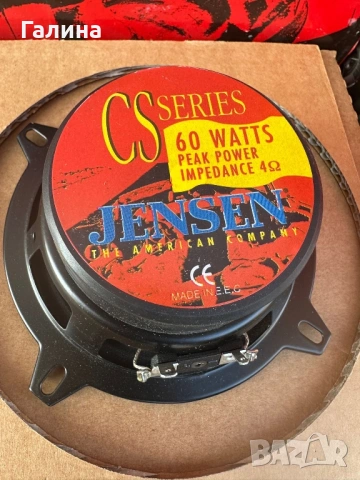 Галина
CS SERIES
60 WATTS
PEAK POWER
IMPEDANCE 4Ω
JENSEN
THE AMERICAN COMPANY
CE
MADE IN E.E.C
BAZAR